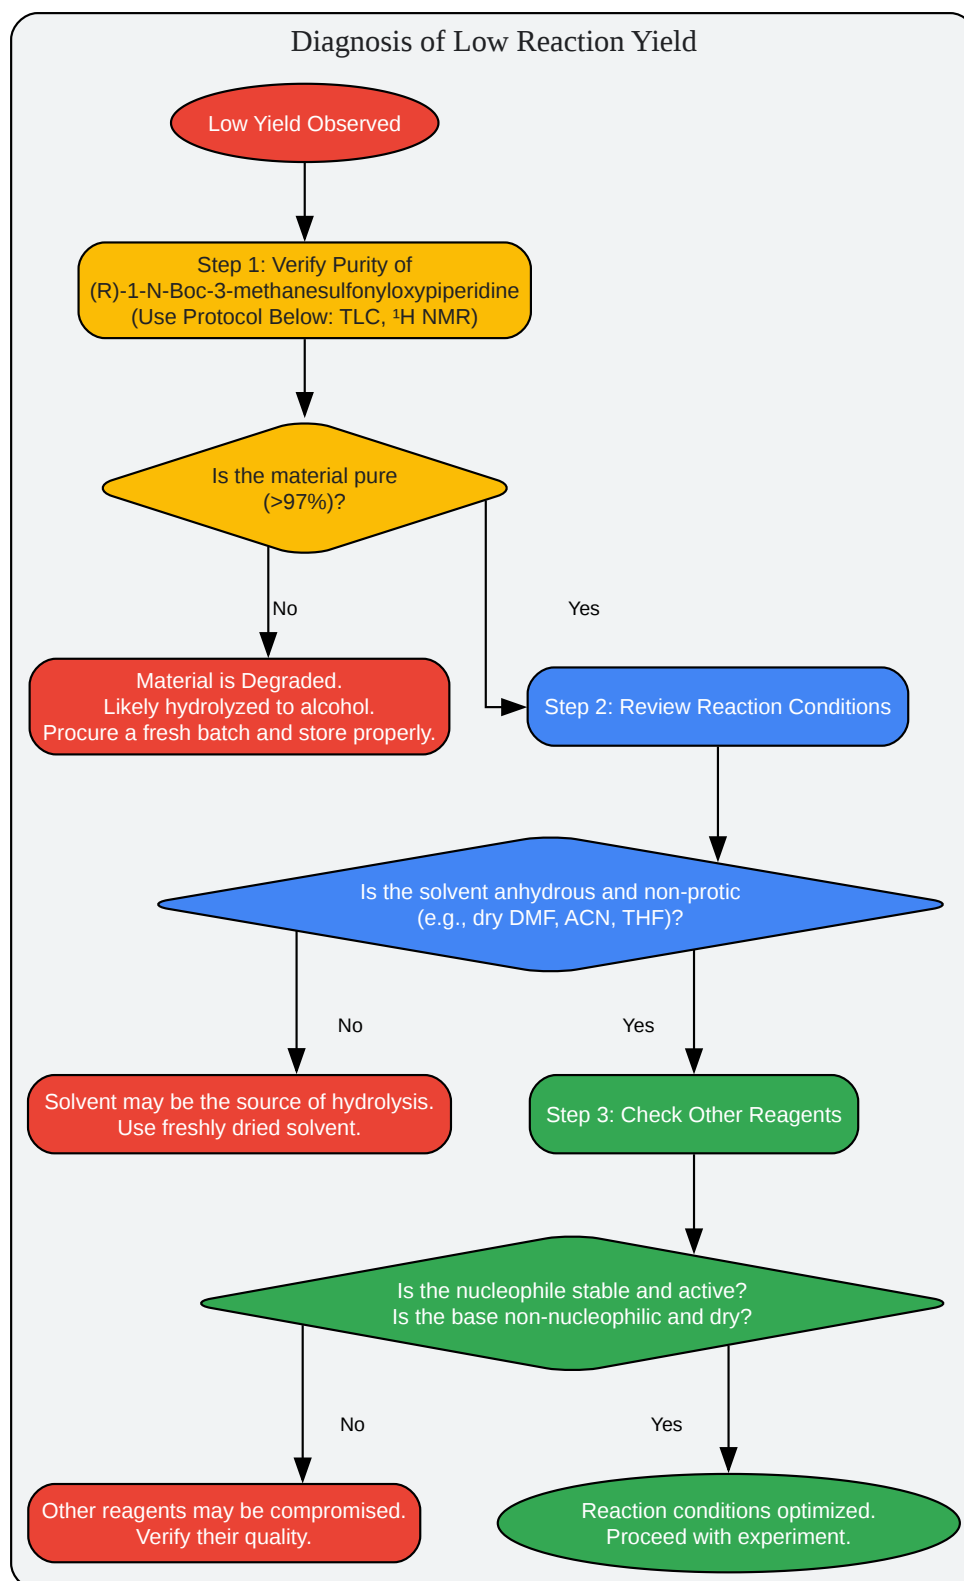 Diagnosis of Low Reaction Yield
Low Yield Observed
Step 1: Verify Purity of
(R)-1-N-Boc-3-methanesulfonyloxypiperidine
(Use Protocol Below: TLC, ¹H NMR)
Is the material pure
(>97%)?
No
Yes
Material is Degraded.
Likely hydrolyzed to alcohol.
Procure a fresh batch and store properly.
Step 2: Review Reaction Conditions
Is the solvent anhydrous and non-protic
(e.g., dry DMF, ACN, THF)?
No
Yes
Solvent may be the source of hydrolysis.
Use freshly dried solvent.
Step 3: Check Other Reagents
Is the nucleophile stable and active?
Is the base non-nucleophilic and dry?
No
Yes
Other reagents may be compromised.
Verify their quality.
Reaction conditions optimized.
Proceed with experiment.